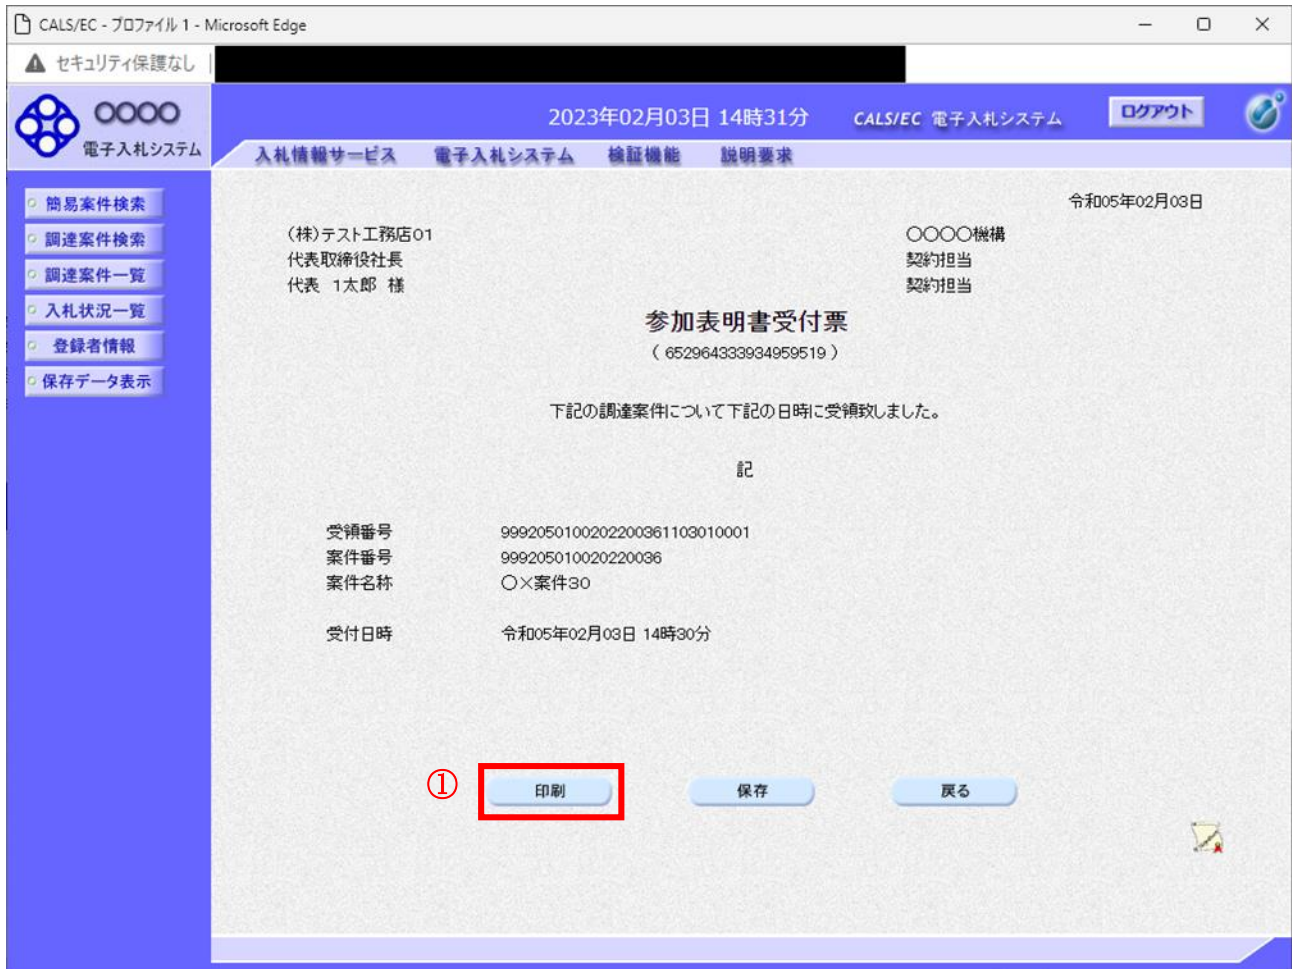 CALS/EC - プロファイル 1 - Microsoft Edge
セキュリティ保護なし
〇〇〇〇
電子入札システム
2023年02月03日 14時31分
CALS/EC 電子入札システム
ログアウト
入札情報サービス 電子入札システム 検証機能 説明要求
簡易案件検索
調達案件検索
調達案件一覧
入札状況一覧
登録者情報
保存データ表示
令和05年02月03日
(株)テスト工務店01
代表取締役社長
代表 1太郎 様
〇〇〇〇機構
契約担当
契約担当
参加表明書受付票
(652964333934959519)
下記の調達案件について下記の日時に受領致しました。
記
受領番号 99920501002022003611030​10001
案件番号 999205010020220036
案件名称 〇×案件30
受付日時 令和05年02月03日 14時30分
① 印刷 保存 戻る